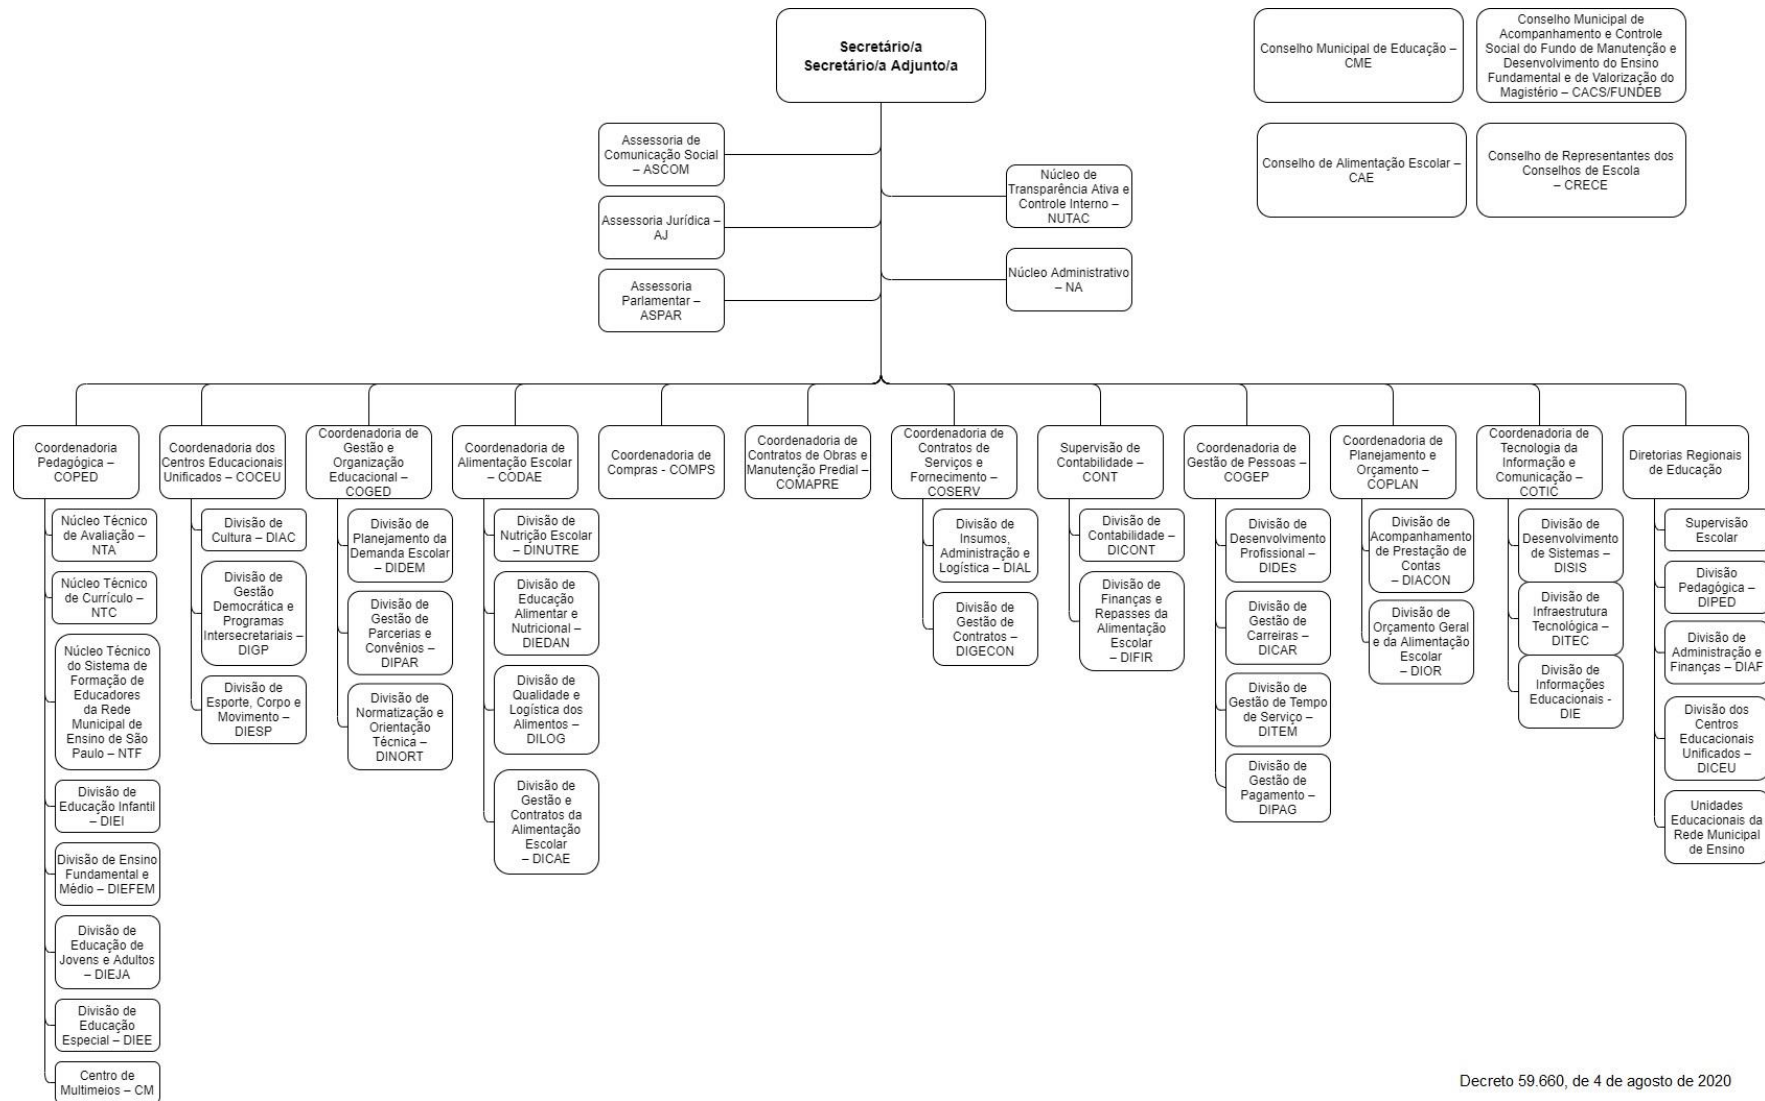 Secretário/a
Secretário/a Adjunto/a
Conselho Municipal de Educação –
CME
Conselho Municipal de
Acompanhamento e Controle
Social do Fundo de Manutenção e
Desenvolvimento do Ensino
Fundamental e de Valorização do
Magistério – CACS/FUNDEB
Conselho de Alimentação Escolar –
CAE
Conselho de Representantes dos
Conselhos de Escola
– CRECE
Assessoria de
Comunicação Social
– ASCOM
Núcleo de
Transparência Ativa e
Controle Interno –
NUTAC
Assessoria Jurídica –
AJ
Núcleo Administrativo
– NA
Assessoria
Parlamentar –
ASPAR
Coordenadoria
Pedagógica –
COPED
Núcleo Técnico
de Avaliação –
NTA
Núcleo Técnico
de Currículo –
NTC
Núcleo Técnico
do Sistema de
Formação de
Educadores
da Rede
Municipal de
Ensino de São
Paulo – NTF
Divisão de
Educação Infantil
– DIEI
Divisão de Ensino
Fundamental e
Médio – DIEFEM
Divisão de
Educação de
Jovens e Adultos
– DIEJA
Divisão de
Educação
Especial – DIEE
Centro de
Multimeios – CM
Coordenadoria dos
Centros Educacionais
Unificados – COCEU
Divisão de
Cultura – DIAC
Divisão de
Gestão
Democrática e
Programas
Intersecretariais –
DIGP
Divisão de
Esporte, Corpo e
Movimento –
DIESP
Coordenadoria de
Gestão e
Organização
Educacional –
COGED
Divisão de
Planejamento da
Demanda Escolar
– DIDEM
Divisão de
Gestão de
Parcerias e
Convênios –
DIPAR
Divisão de
Normatização e
Orientação
Técnica –
DINORT
Coordenadoria de
Alimentação Escolar
– CODAE
Divisão de
Nutrição Escolar
– DINUTRE
Divisão de
Educação
Alimentar e
Nutricional –
DIEDAN
Divisão de
Qualidade e
Logística dos
Alimentos –
DILOG
Divisão de
Gestão e
Contratos da
Alimentação
Escolar
– DICAE
Coordenadoria
de Compras - COMPS
Coordenadoria de
Contratos de Obras e
Manutenção Predial –
COMAPRE
Coordenadoria de
Contratos de
Serviços e
Fornecimento –
COSERV
Divisão de
Insumos,
Administração e
Logística – DIAL
Divisão de
Gestão de
Contratos –
DIGECON
Supervisão de
Contabilidade –
CONT
Divisão de
Contabilidade –
DICONT
Divisão de
Finanças e
Repasses da
Alimentação
Escolar
– DIFIR
Coordenadoria de
Gestão de Pessoas –
COGEP
Divisão de
Desenvolvimento
Profissional –
DIDES
Divisão de
Gestão de
Carreiras –
DICAR
Divisão de
Gestão de Tempo
de Serviço –
DITEM
Divisão de
Gestão de
Pagamento –
DIPAG
Coordenadoria de
Planejamento e
Orçamento –
COPLAN
Divisão de
Acompanhamento
de Prestação de
Contas
– DIACON
Divisão de
Orçamento Geral
e da Alimentação
Escolar
– DIOR
Coordenadoria de
Tecnologia da
Informação e
Comunicação –
COTIC
Divisão de
Desenvolvimento
de Sistemas –
DISIS
Divisão de
Infraestrutura
Tecnológica –
DITEC
Divisão de
Informações
Educacionais -
DIE
Diretorias Regionais
de Educação
Supervisão
Escolar
Divisão
Pedagógica –
DIPED
Divisão de
Administração e
Finanças – DIAF
Divisão dos
Centros
Educacionais
Unificados –
DICEU
Unidades
Educacionais da
Rede Municipal
de Ensino
Decreto 59.660, de 4 de agosto de 2020